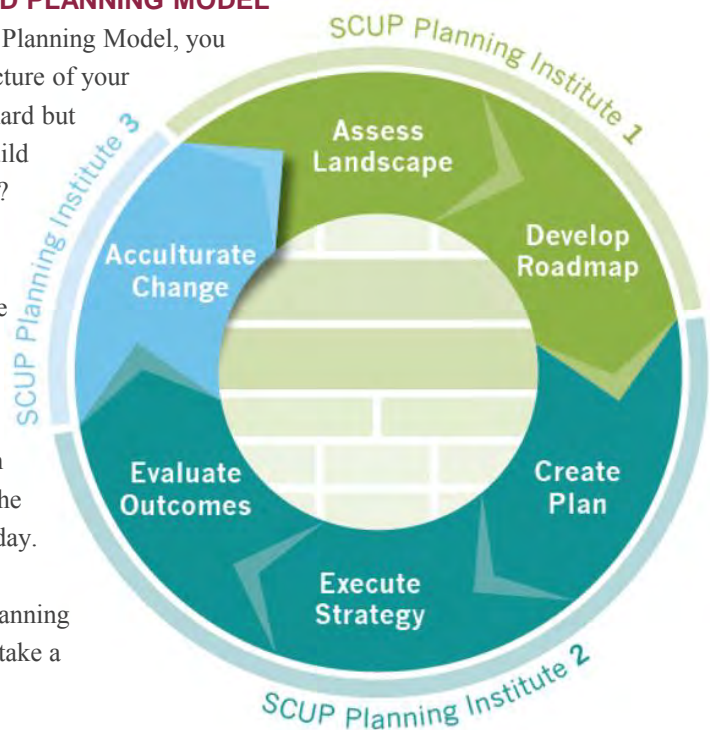 D PLANNING MODEL
Planning Model, you
cture of your
ard but
ild
?
e
n
he
day.
anning
take a
SCUP Planning Institute 1
Assess
Landscape
Develop
Roadmap
Create
Plan
SCUP Planning Institute 2
Execute
Strategy
Evaluate
Outcomes
Acculturate
Change
SCUP Planning Institute 3